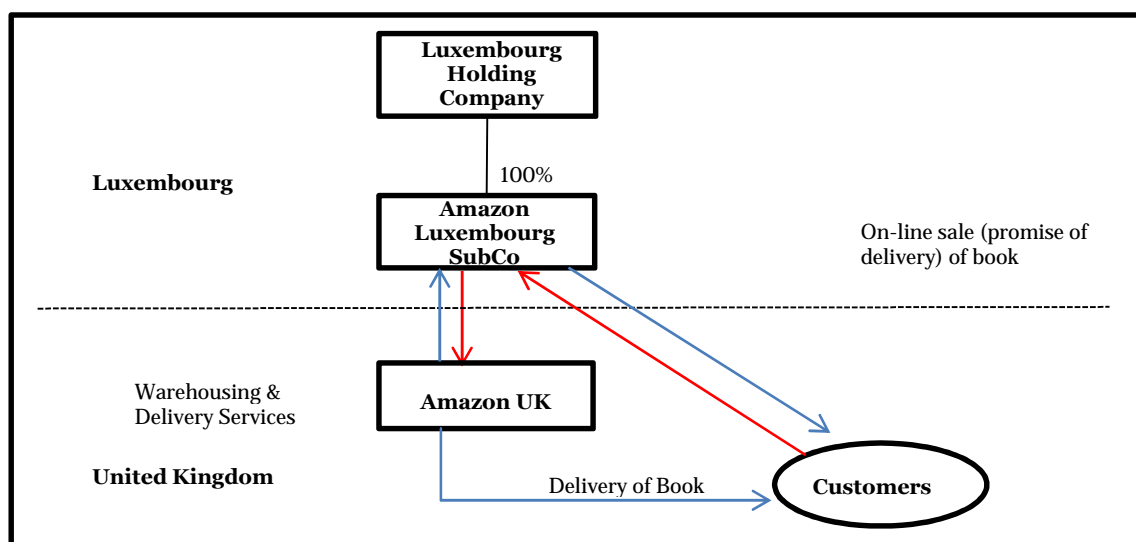 Luxembourg
Holding
Company
100%
Luxembourg
Amazon
Luxembourg
SubCo
On-line sale (promise of
delivery) of book
Warehousing &
Delivery Services
Amazon UK
United Kingdom
Delivery of Book
Customers